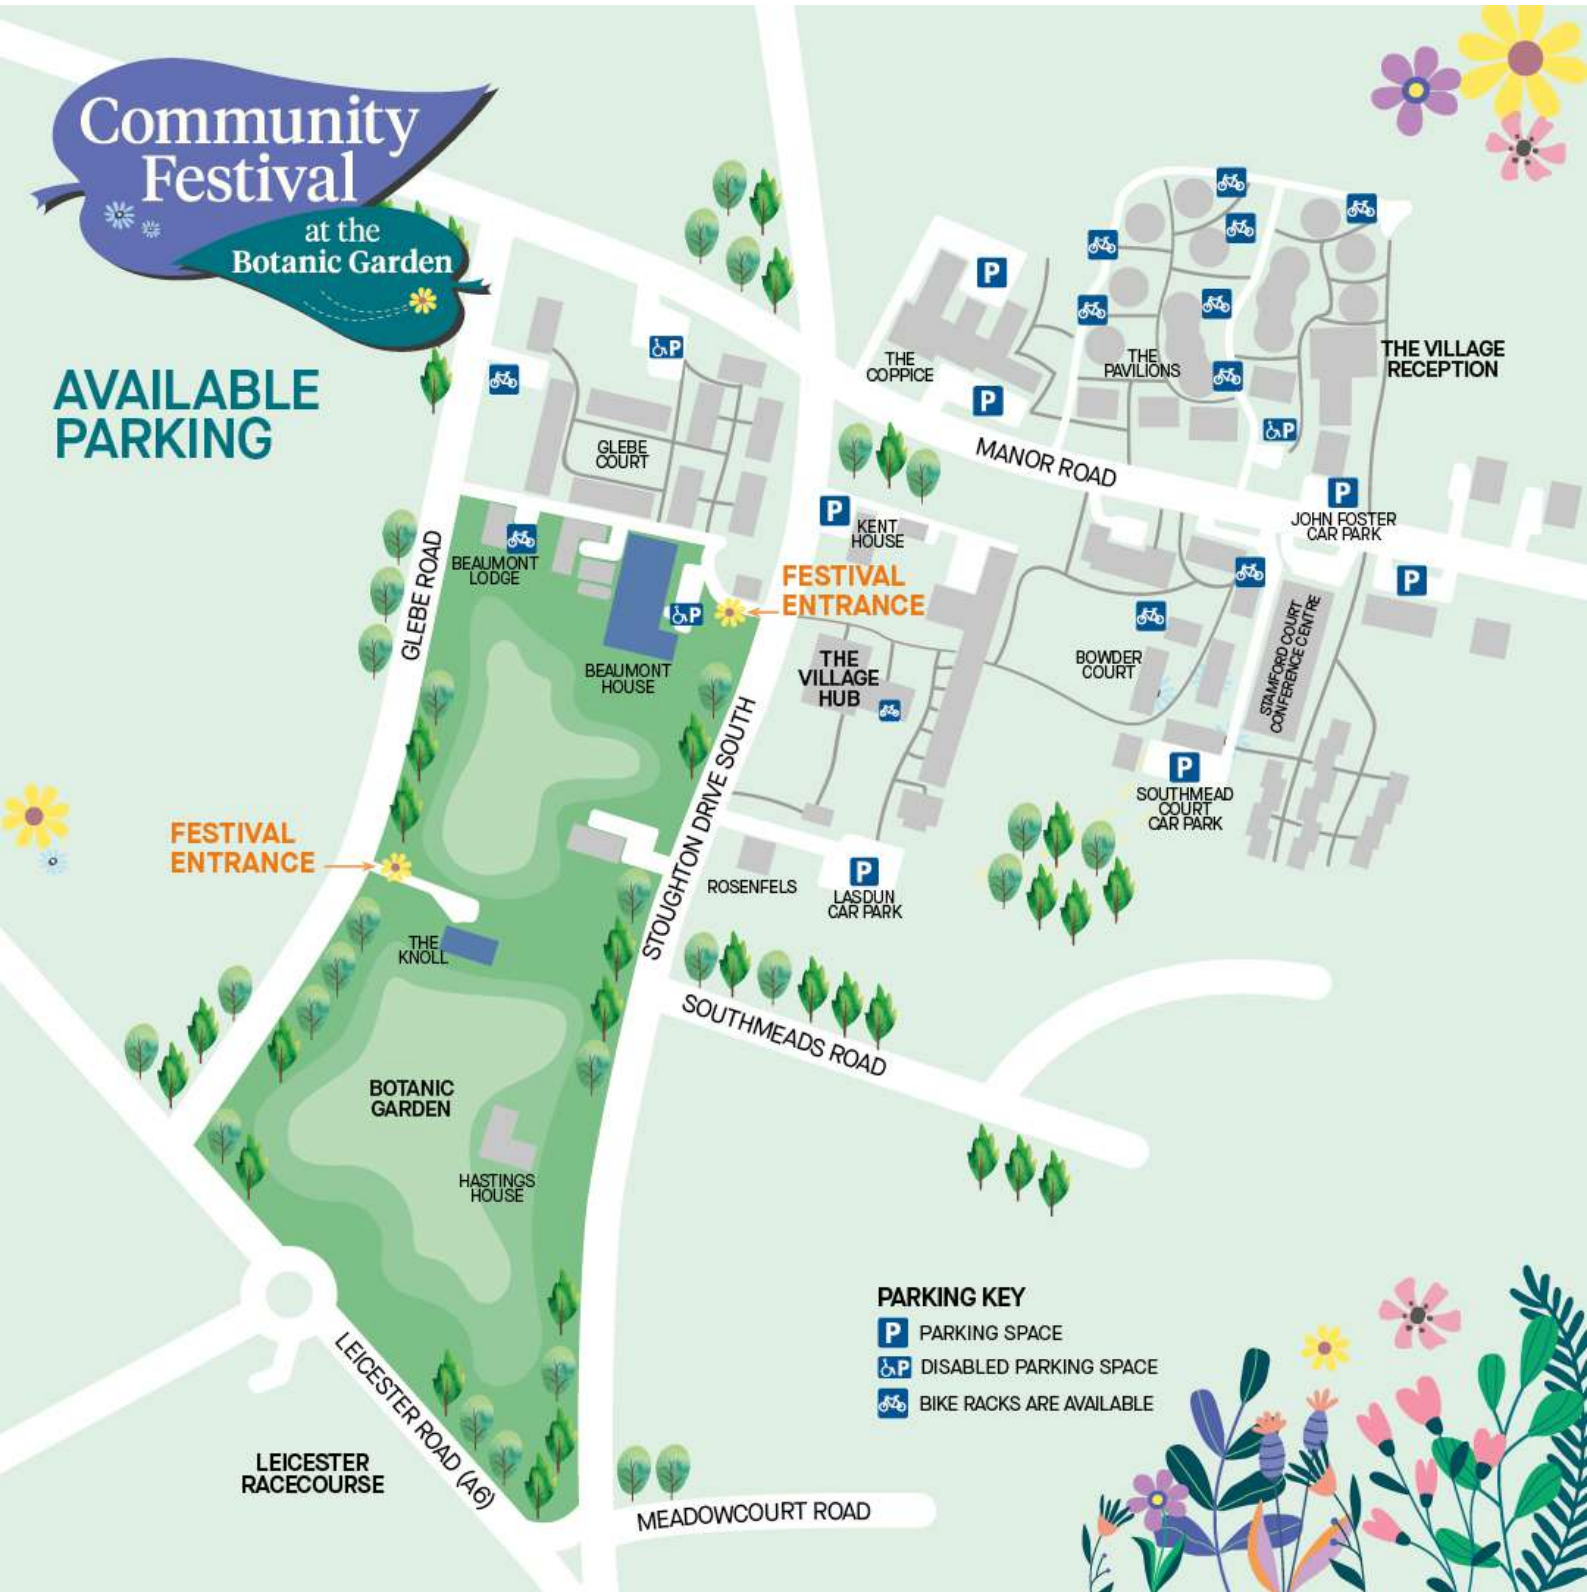 Community
Festival
at the
Botanic Garden
AVAILABLE
PARKING
P
P
THE
COPPICE
P
THE
PAVILIONS
THE VILLAGE
RECEPTION
P
GLEBE
COURT
MANOR ROAD
P
JOHN FOSTER
CAR PARK
P
KENT
HOUSE
GLEBE ROAD
BEAUMONT
LODGE
FESTIVAL
ENTRANCE
P
P
BEAUMONT
HOUSE
THE
VILLAGE
HUB
BOWDER
COURT
STAMFORD COURT
CONFERENCE CENTRE
STOUGHTON DRIVE SOUTH
P
SOUTHMEAD
COURT
CAR PARK
FESTIVAL
ENTRANCE
ROSENFELS
P
LASDUN
CAR PARK
THE
KNOLL
SOUTHMEADS ROAD
BOTANIC
GARDEN
HASTINGS
HOUSE
LEICESTER ROAD (A6)
LEICESTER
RACECOURSE
MEADOWCOURT ROAD
PARKING KEY
P PARKING SPACE
P DISABLED PARKING SPACE
BIKE RACKS ARE AVAILABLE